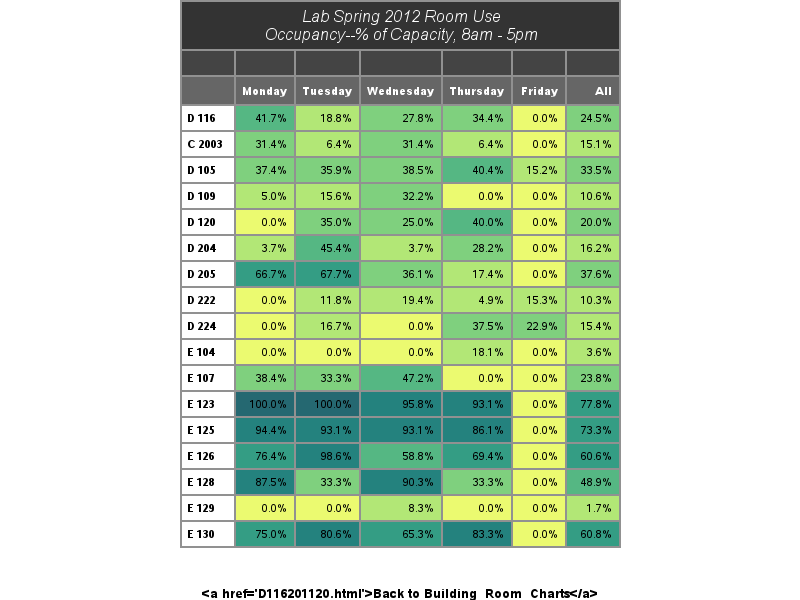 Lab Spring 2012 Room Use
Occupancy--% of Capacity, 8am - 5pm
Monday Tuesday Wednesday Thursday Friday All
D 116 41.7% 18.8% 27.8% 34.4% 0.0% 24.5%
C 2003 31.4% 6.4% 31.4% 6.4% 0.0% 15.1%
D 105 37.4% 35.9% 38.5% 40.4% 15.2% 33.5%
D 109 5.0% 15.6% 32.2% 0.0% 0.0% 10.6%
D 120 0.0% 35.0% 25.0% 40.0% 0.0% 20.0%
D 204 3.7% 45.4% 3.7% 28.2% 0.0% 16.2%
D 205 66.7% 67.7% 36.1% 17.4% 0.0% 37.6%
D 222 0.0% 11.8% 19.4% 4.9% 15.3% 10.3%
D 224 0.0% 16.7% 0.0% 37.5% 22.9% 15.4%
E 104 0.0% 0.0% 0.0% 18.1% 0.0% 3.6%
E 107 38.4% 33.3% 47.2% 0.0% 0.0% 23.8%
E 123 100.0% 100.0% 95.8% 93.1% 0.0% 77.8%
E 125 94.4% 93.1% 93.1% 86.1% 0.0% 73.3%
E 126 76.4% 98.6% 58.8% 69.4% 0.0% 60.6%
E 128 87.5% 33.3% 90.3% 33.3% 0.0% 48.9%
E 129 0.0% 0.0% 8.3% 0.0% 0.0% 1.7%
E 130 75.0% 80.6% 65.3% 83.3% 0.0% 60.8%
<a href='D116201120.html'>Back to Building_Room_Charts</a>